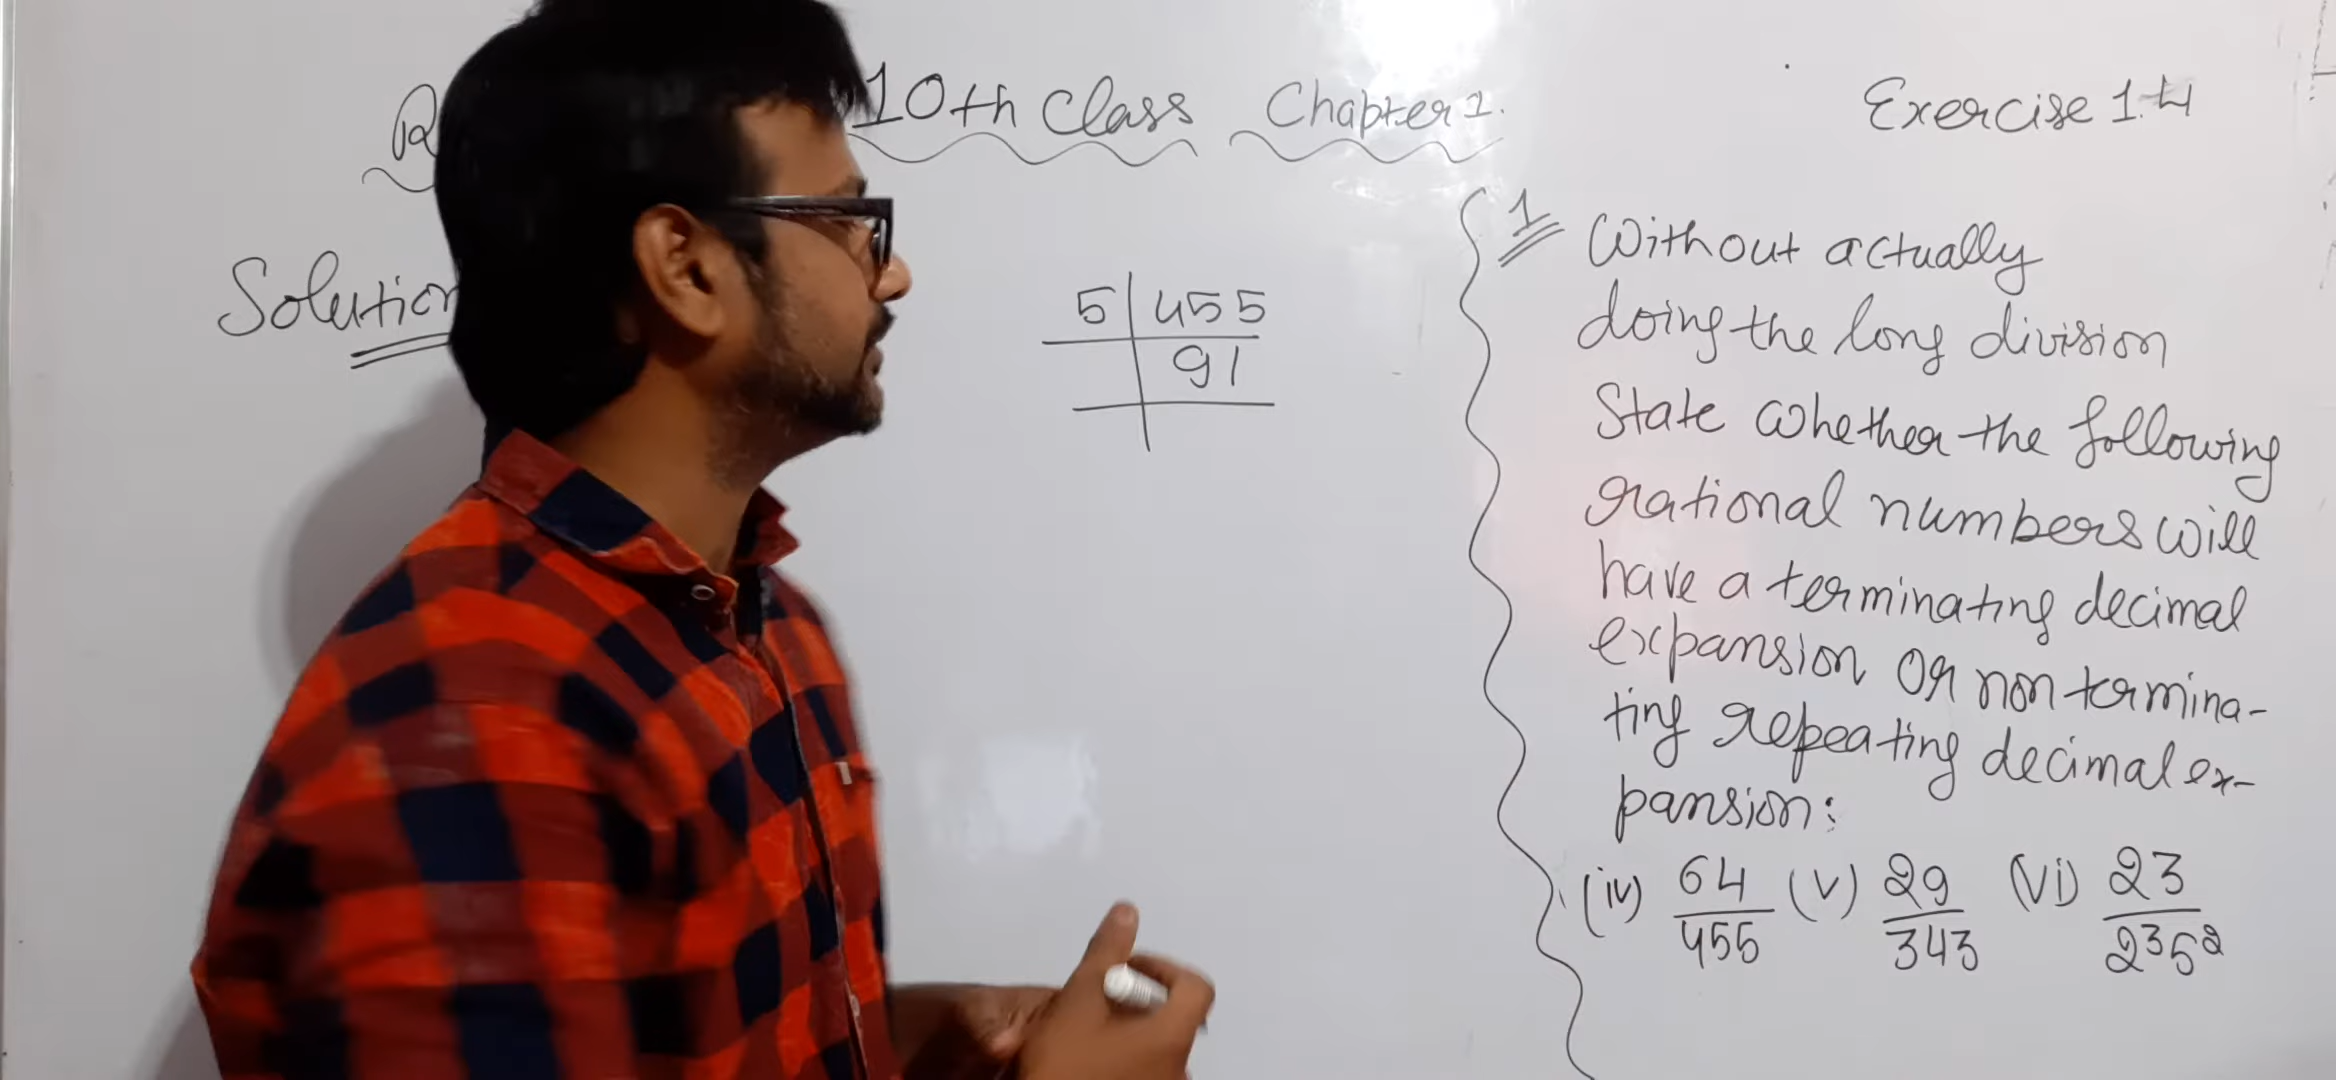 10th Class Chapter 1.
Exercise 1.4
Solution
5 455
91
1 Without actually
doing the long division
State whether the following
rational numbers will
have a terminating decimal
expansion or non termina-
ting repeating decimal ex-
pansion:
(iv) 64/455 (v) 29/343 (vi) 23/2³5²